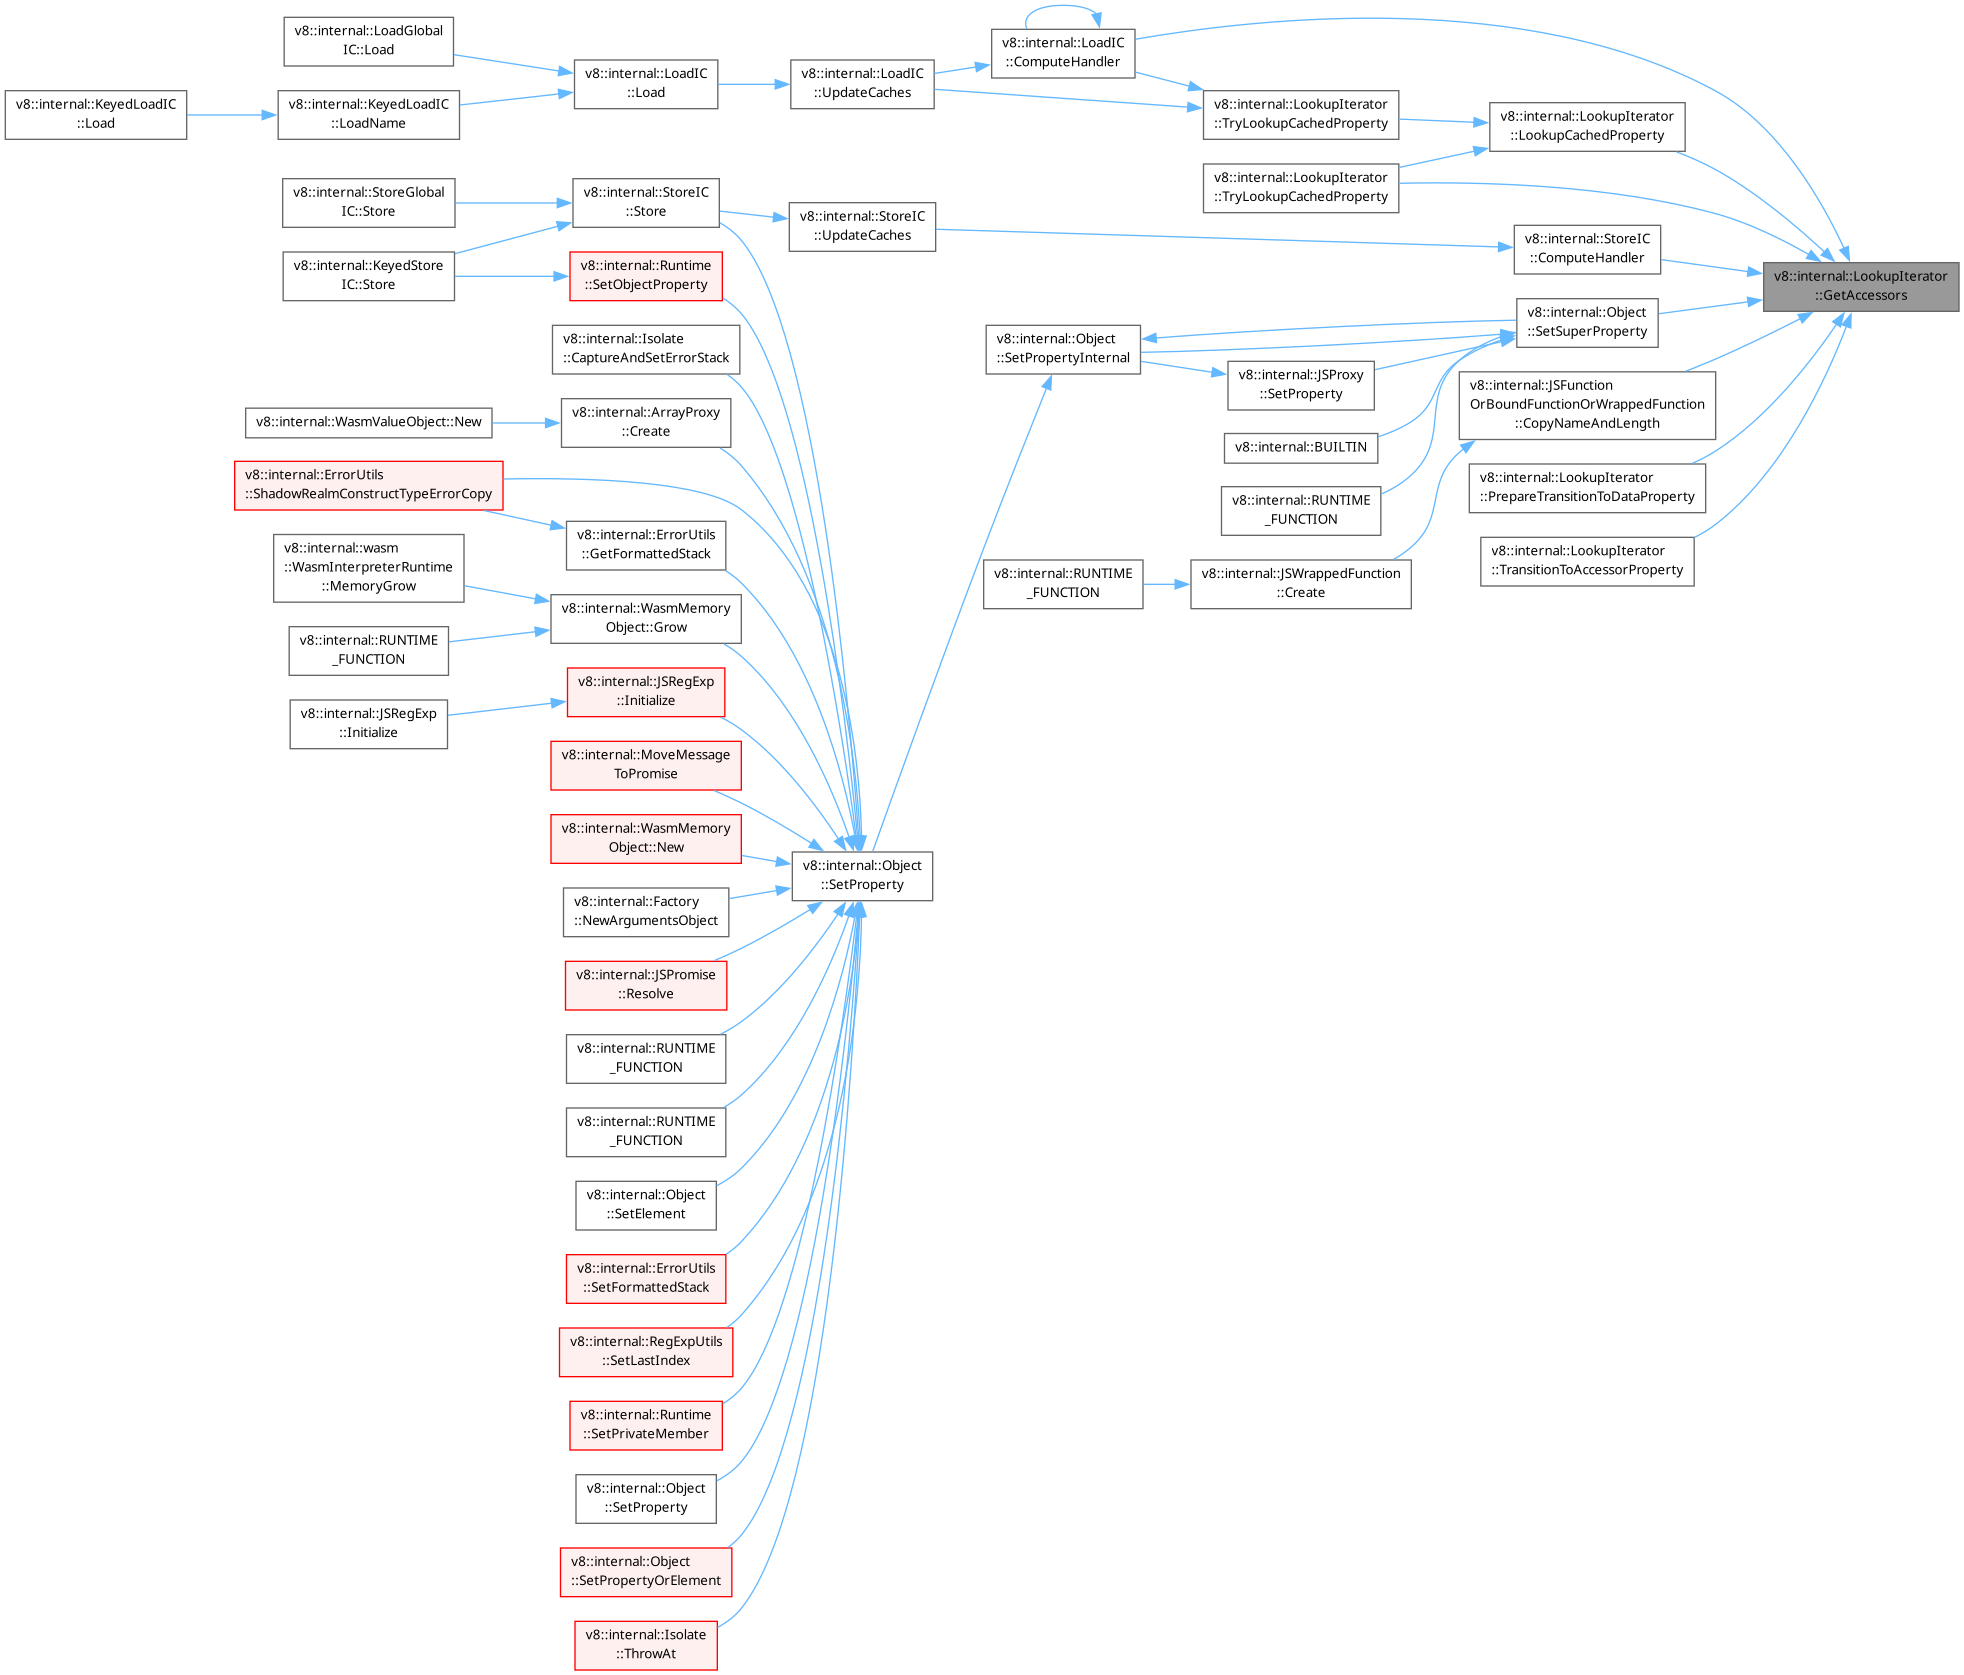 v8::internal::LoadGlobal
IC::Load
v8::internal::KeyedLoadIC
::Load
v8::internal::KeyedLoadIC
::LoadName
v8::internal::LoadIC
::Load
v8::internal::LoadIC
::UpdateCaches
v8::internal::LoadIC
::ComputeHandler
v8::internal::LookupIterator
::TryLookupCachedProperty
v8::internal::LookupIterator
::LookupCachedProperty
v8::internal::LookupIterator
::TryLookupCachedProperty
v8::internal::StoreGlobal
IC::Store
v8::internal::StoreIC
::Store
v8::internal::StoreIC
::UpdateCaches
v8::internal::StoreIC
::ComputeHandler
v8::internal::LookupIterator
::GetAccessors
v8::internal::KeyedStore
IC::Store
v8::internal::Runtime
::SetObjectProperty
v8::internal::Object
::SetSuperProperty
v8::internal::Isolate
::CaptureAndSetErrorStack
v8::internal::Object
::SetPropertyInternal
v8::internal::JSProxy
::SetProperty
v8::internal::JSFunction
OrBoundFunctionOrWrappedFunction
::CopyNameAndLength
v8::internal::WasmValueObject::New
v8::internal::ArrayProxy
::Create
v8::internal::BUILTIN
v8::internal::ErrorUtils
::ShadowRealmConstructTypeErrorCopy
v8::internal::RUNTIME
_FUNCTION
v8::internal::LookupIterator
::PrepareTransitionToDataProperty
v8::internal::ErrorUtils
::GetFormattedStack
v8::internal::LookupIterator
::TransitionToAccessorProperty
v8::internal::wasm
::WasmInterpreterRuntime
::MemoryGrow
v8::internal::RUNTIME
_FUNCTION
v8::internal::JSWrappedFunction
::Create
v8::internal::WasmMemory
Object::Grow
v8::internal::RUNTIME
_FUNCTION
v8::internal::JSRegExp
::Initialize
v8::internal::JSRegExp
::Initialize
v8::internal::MoveMessage
ToPromise
v8::internal::WasmMemory
Object::New
v8::internal::Object
::SetProperty
v8::internal::Factory
::NewArgumentsObject
v8::internal::JSPromise
::Resolve
v8::internal::RUNTIME
_FUNCTION
v8::internal::RUNTIME
_FUNCTION
v8::internal::Object
::SetElement
v8::internal::ErrorUtils
::SetFormattedStack
v8::internal::RegExpUtils
::SetLastIndex
v8::internal::Runtime
::SetPrivateMember
v8::internal::Object
::SetProperty
v8::internal::Object
::SetPropertyOrElement
v8::internal::Isolate
::ThrowAt